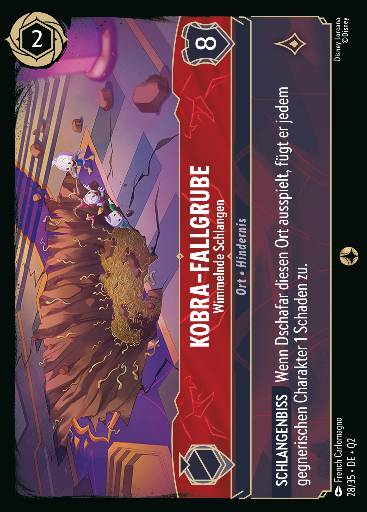 2
8
KOBRA-FALLGRUBE
Wimmelnde Schlangen
Ort • Hindernis
SCHLANGENBISS Wenn Dschafar diesen Ort ausspielt, fügt er jedem
gegnerischen Charakter 1 Schaden zu.
French Carlomagno
28/35 • DE • Q2
Disney Lorcana
©Disney